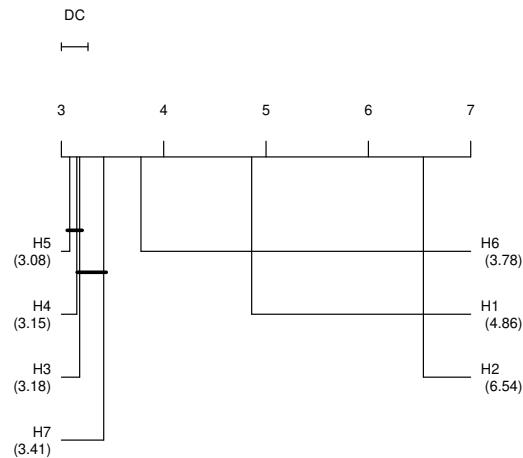 DC
3 4 5 6 7
H5
(3.08)
H4
(3.15)
H3
(3.18)
H7
(3.41)
H6
(3.78)
H1
(4.86)
H2
(6.54)